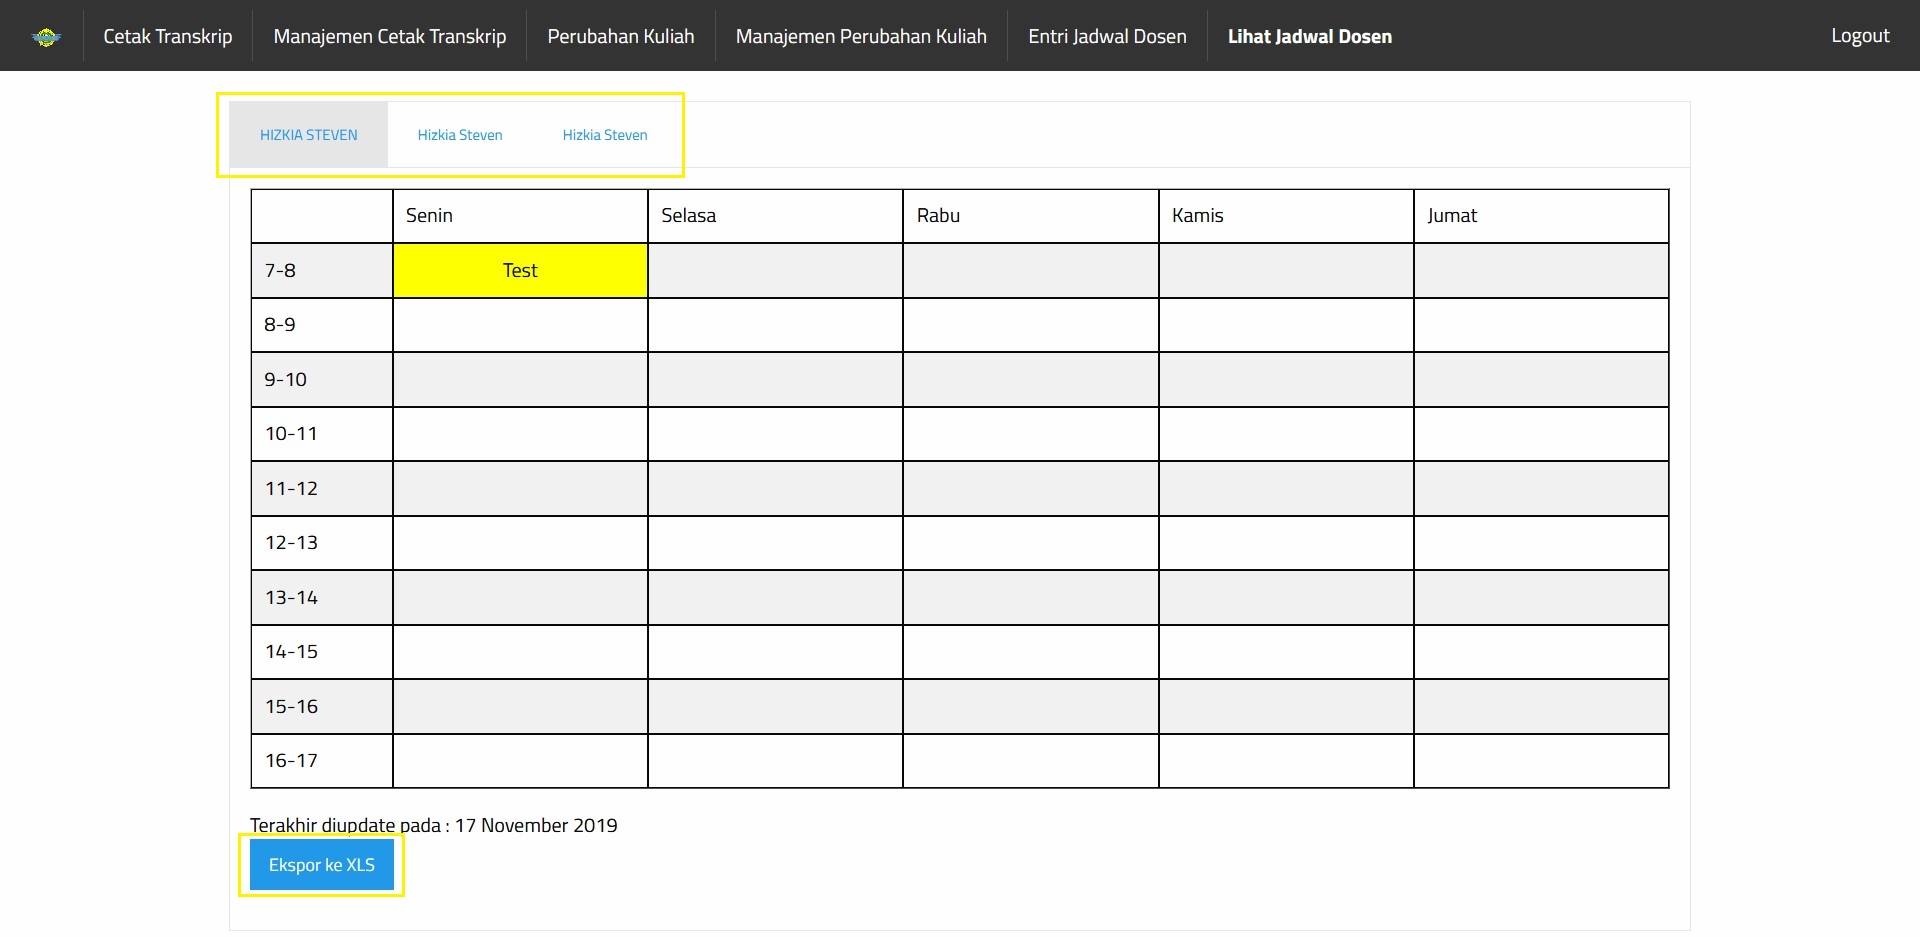 Cetak Transkrip Manajemen Cetak Transkrip Perubahan Kuliah Manajemen Perubahan Kuliah Entri Jadwal Dosen Lihat Jadwal Dosen Logout
HIZKIA STEVEN Hizkia Steven Hizkia Steven
Senin Selasa Rabu Kamis Jumat
7-8 Test
8-9
9-10
10-11
11-12
12-13
13-14
14-15
15-16
16-17
Terakhir diupdate pada : 17 November 2019
Ekspor ke XLS